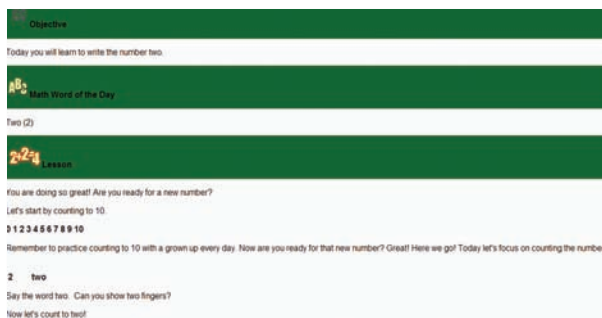 Objective
Today you will learn to write the number two.
ABC Math Word of the Day
Two (2)
2+2=4 Lesson
You are doing so great! Are you ready for a new number?
Let's start by counting to 10.
0 1 2 3 4 5 6 7 8 9 10
Remember to practice counting to 10 with a grown up every day. Now are you ready for that new number? Great! Here we go! Today let's focus on counting the numbe
2 two
Say the word two. Can you show two fingers?
Now let's count to two!